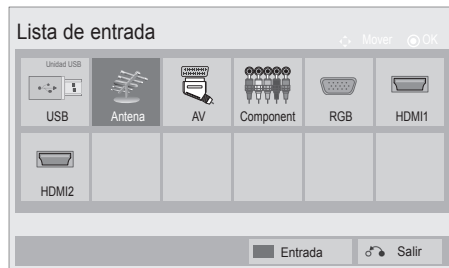 Lista de entrada
Mover OK
Unidad USB
USB Antena AV Component RGB HDMI1
HDMI2
Entrada Salir